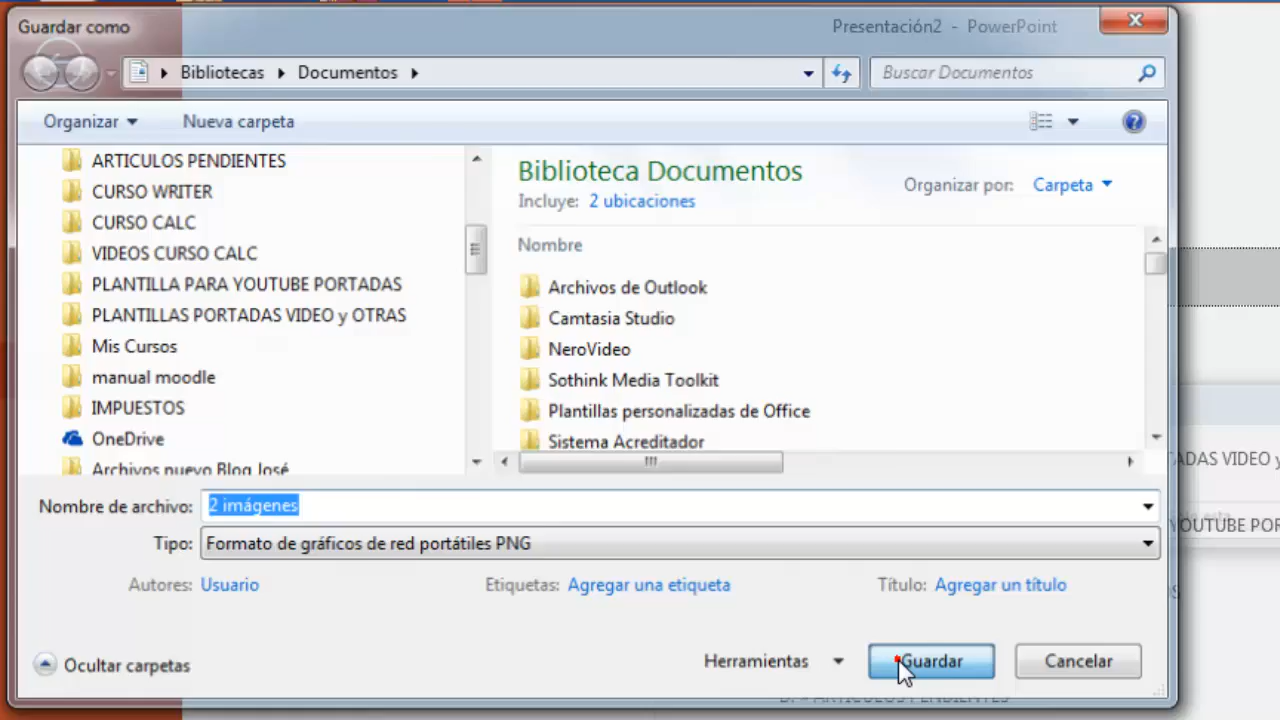 Guardar como
Presentación2 - PowerPoint
Bibliotecas
Documentos
Buscar Documentos
Organizar
Nueva carpeta
ARTICULOS PENDIENTES
CURSO WRITER
CURSO CALC
VIDEOS CURSO CALC
PLANTILLA PARA YOUTUBE PORTADAS
PLANTILLAS PORTADAS VIDEO y OTRAS
Mis Cursos
manual moodle
IMPUESTOS
OneDrive
Archivos nuevo Blog José
Biblioteca Documentos
Incluye: 2 ubicaciones
Organizar por: Carpeta
Nombre
Archivos de Outlook
Camtasia Studio
NeroVideo
Sothink Media Toolkit
Plantillas personalizadas de Office
Sistema Acreditador
ADAS VIDEO y
YOUTUBE POR
Nombre de archivo: 2 imágenes
Tipo: Formato de gráficos de red portátiles PNG
Autores: Usuario
Etiquetas: Agregar una etiqueta
Título: Agregar un título
Ocultar carpetas
Herramientas
Guardar
Cancelar
ARTICULOS PENDIENTES